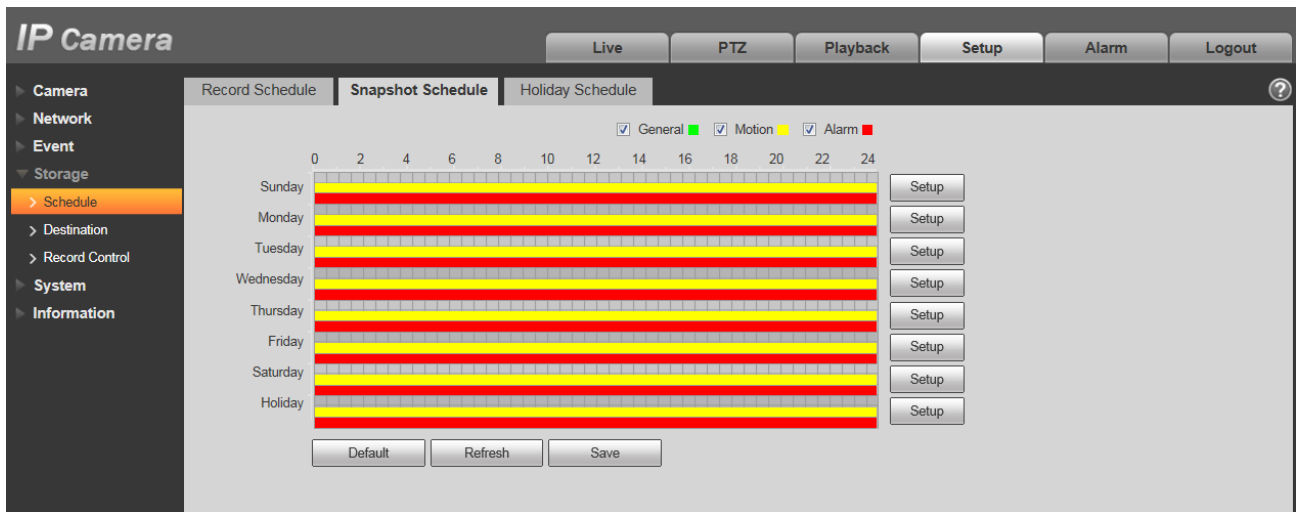 IP Camera
Live PTZ Playback Setup Alarm Logout
Camera
Network
Event
Storage
Schedule
Destination
Record Control
System
Information
Record Schedule Snapshot Schedule Holiday Schedule ?
General Motion Alarm
0 2 4 6 8 10 12 14 16 18 20 22 24
Sunday Setup
Monday Setup
Tuesday Setup
Wednesday Setup
Thursday Setup
Friday Setup
Saturday Setup
Holiday Setup
Default Refresh Save